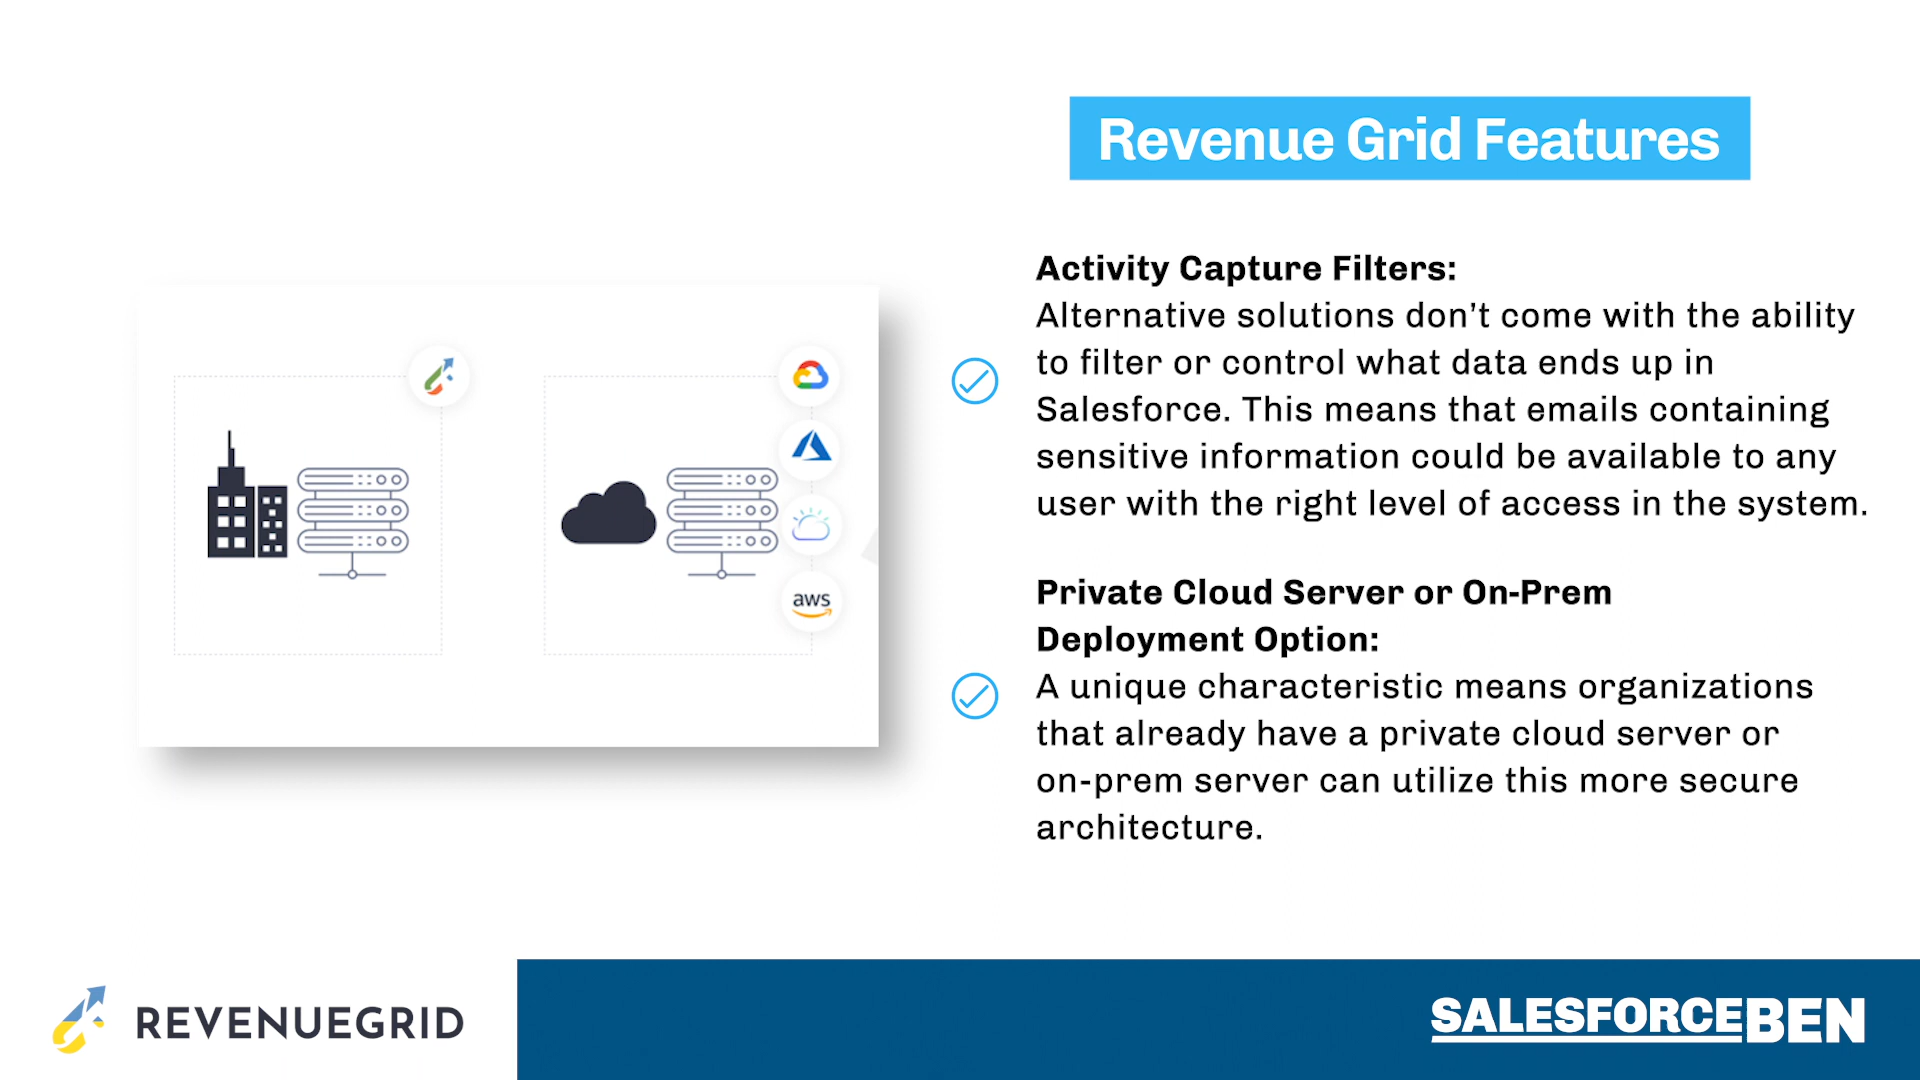 Revenue Grid Features
Activity Capture Filters:
Alternative solutions don’t come with the ability
to filter or control what data ends up in
Salesforce. This means that emails containing
sensitive information could be available to any
user with the right level of access in the system.
Private Cloud Server or On-Prem
Deployment Option:
A unique characteristic means organizations
that already have a private cloud server or
on-prem server can utilize this more secure
architecture.
aws
REVENUEGRID
SALESFORCEBEN